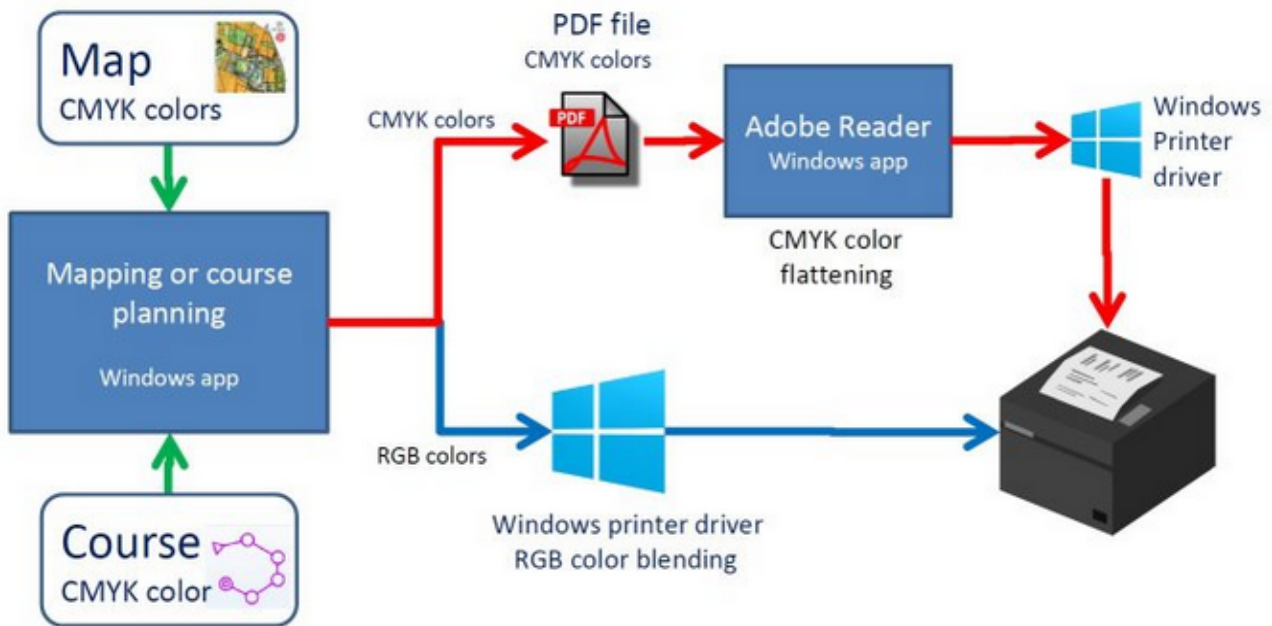 Map
CMYK colors
PDF file
CMYK colors
CMYK colors
PDF
Adobe Reader
Windows app
Windows
Printer
driver
CMYK color
flattening
Mapping or course
planning
Windows app
RGB colors
Windows printer driver
RGB color blending
Course
CMYK color